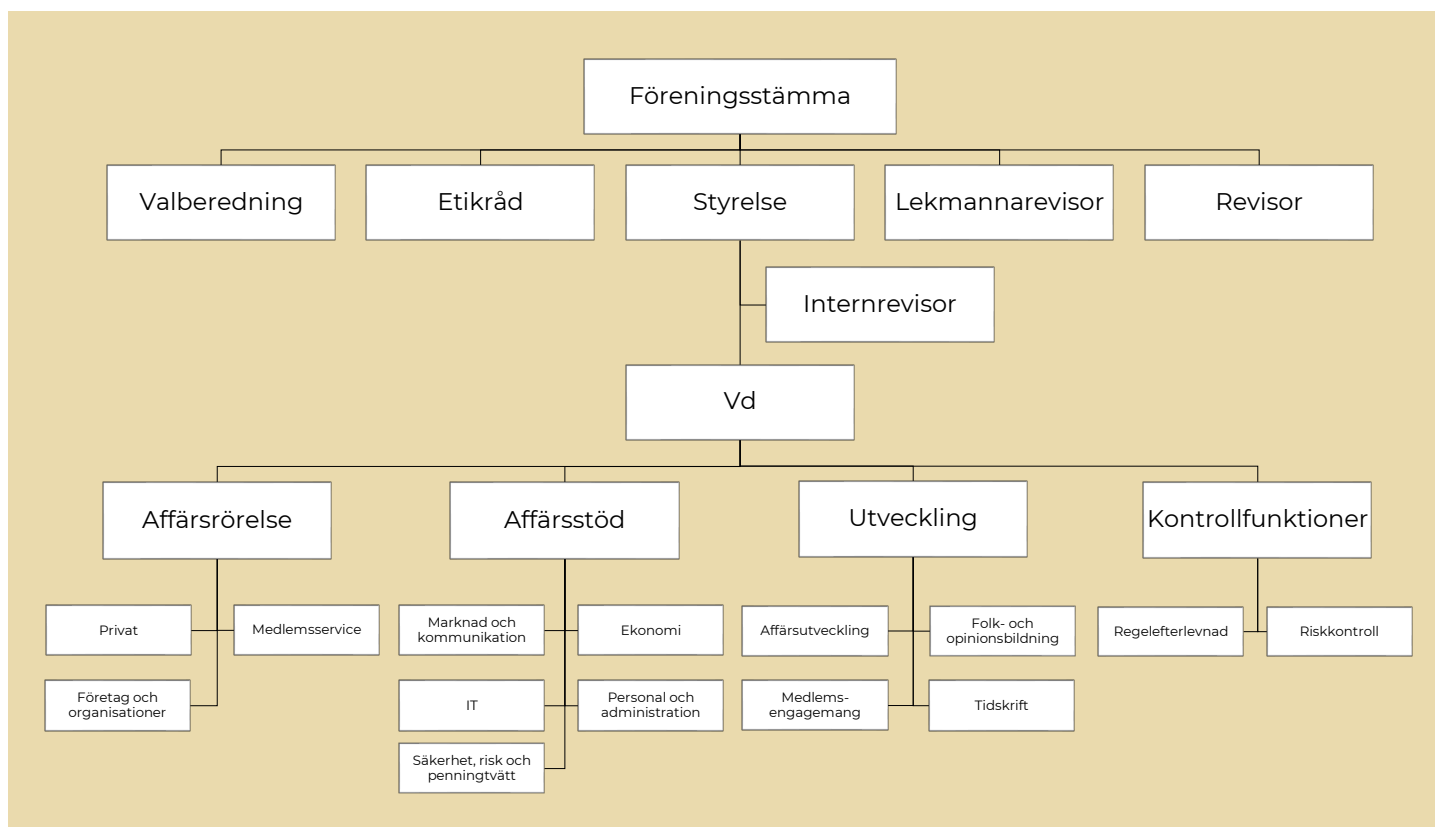 Föreningsstämma
Valberedning
Etikråd
Styrelse
Lekmannarevisor
Revisor
Internrevisor
Vd
Affärsrörelse
Affärsstöd
Utveckling
Kontrollfunktioner
Privat
Medlemsservice
Företag och
organisationer
Marknad och
kommunikation
Ekonomi
IT
Personal och
administration
Säkerhet, risk och
penningtvätt
Affärsutveckling
Folk- och
opinionsbildning
Medlems-
engagemang
Tidskrift
Regelefterlevnad
Riskkontroll